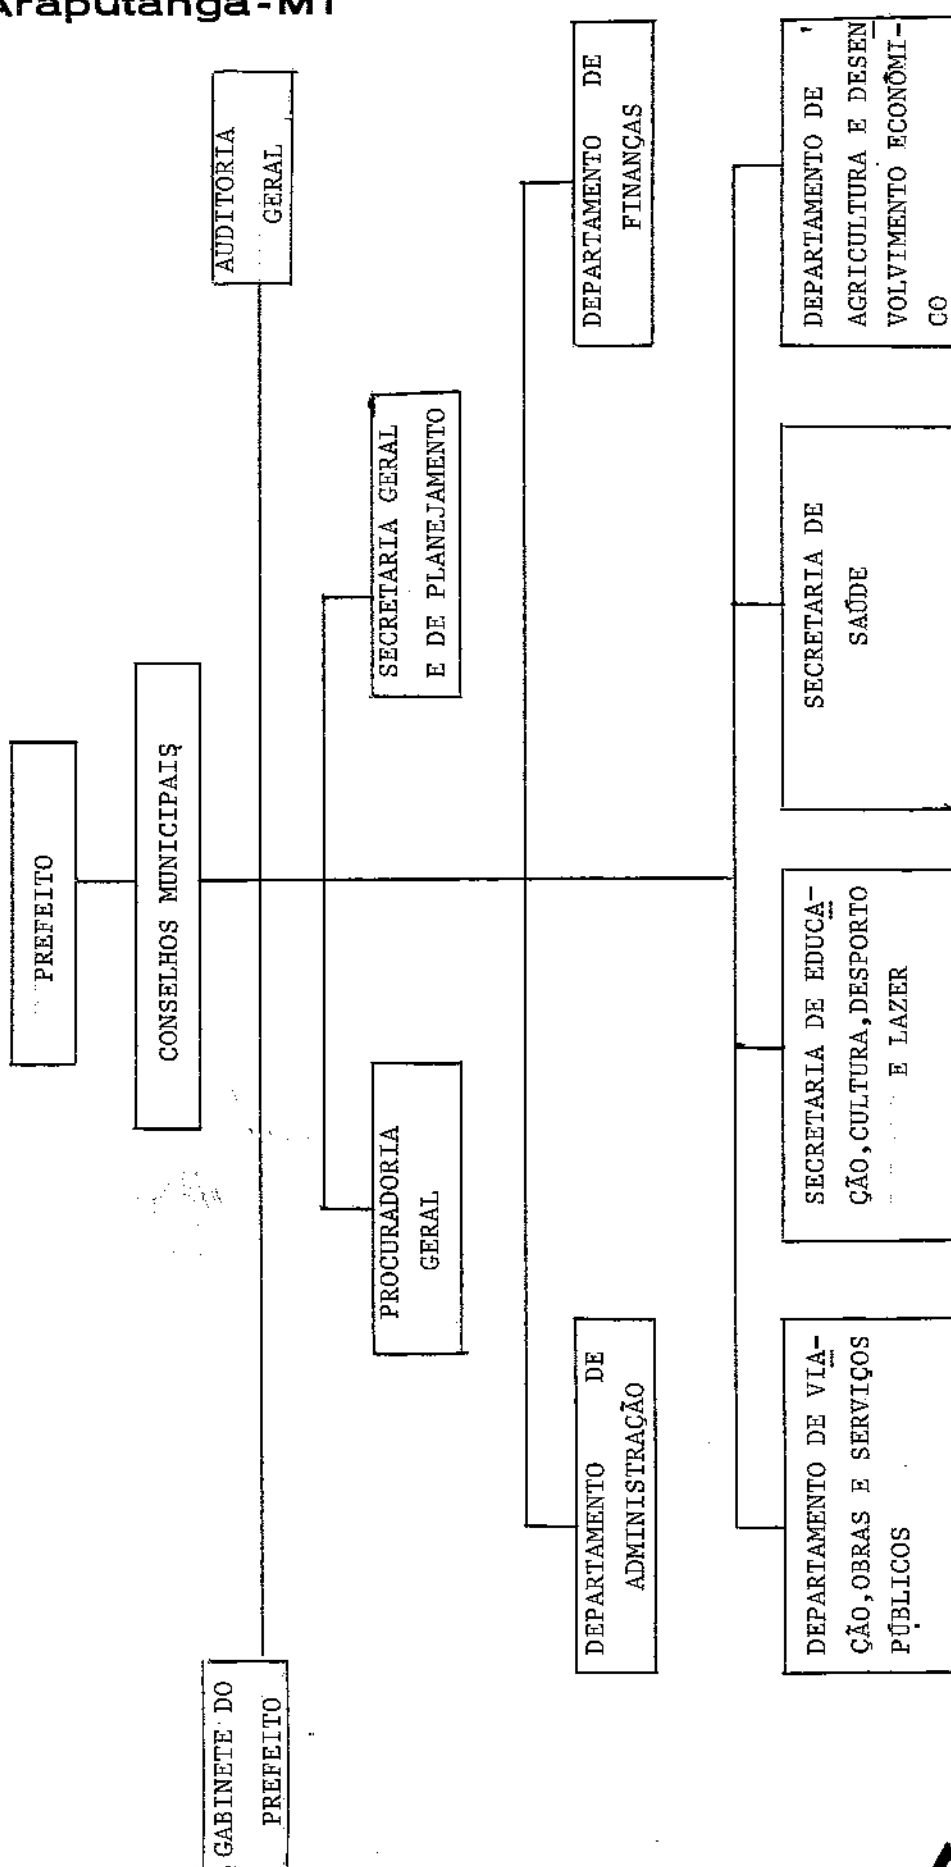 Araputanga-MT
PREFEITO
CONSELHOS MUNICIPAIS
GABINETE DO
PREFEITO
AUDITORIA
GERAL
PROCURADORIA
GERAL
SECRETARIA GERAL
E DE PLANEJAMENTO
DEPARTAMENTO DE
ADMINISTRAÇÃO
DEPARTAMENTO DE
FINANÇAS
DEPARTAMENTO DE VIA-
ÇÃO,OBRAS E SERVIÇOS
PÚBLICOS
SECRETARIA DE EDUCA-
ÇÃO,CULTURA,DESPORTO
E LAZER
SECRETARIA DE
SAÚDE
DEPARTAMENTO DE
AGRICULTURA E DESEN
VOLVIMENTO ECONÔMI-
CO